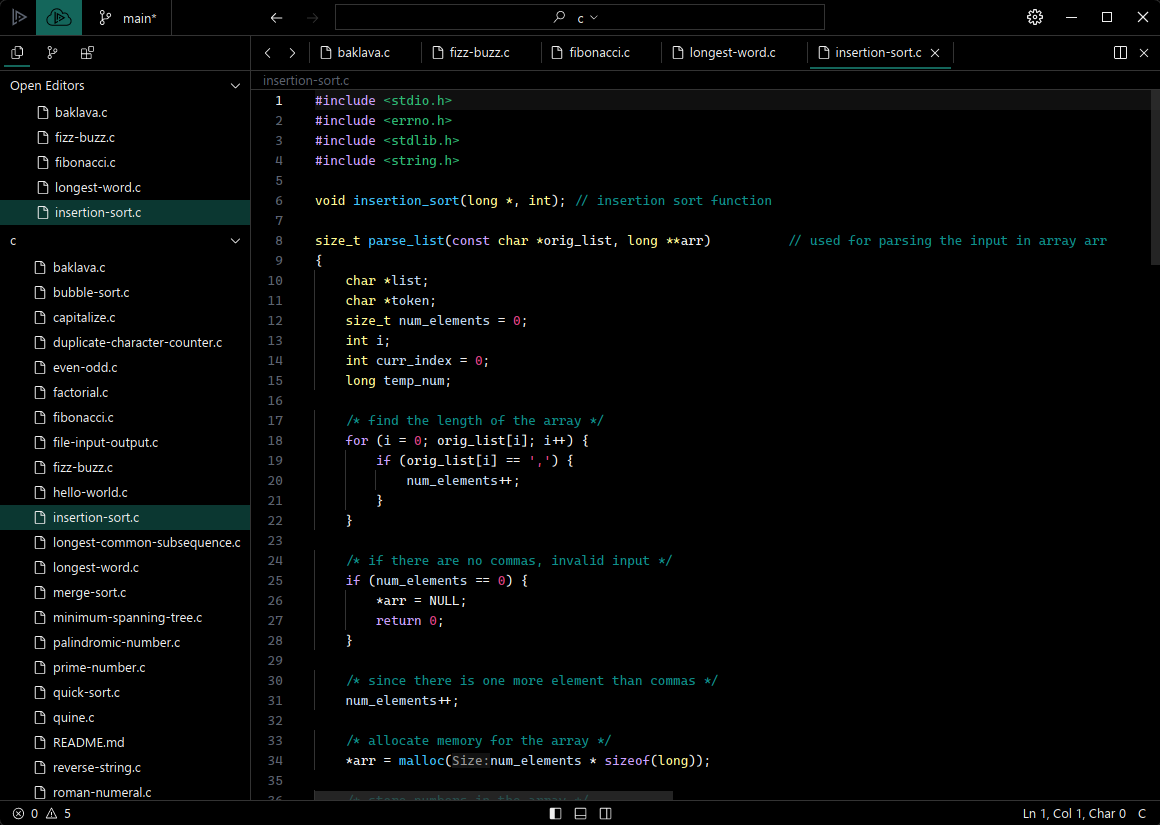 main*
c
baklava.c
fizz-buzz.c
fibonacci.c
longest-word.c
insertion-sort.c
Open Editors
baklava.c
fizz-buzz.c
fibonacci.c
longest-word.c
insertion-sort.c
c
baklava.c
bubble-sort.c
capitalize.c
duplicate-character-counter.c
even-odd.c
factorial.c
fibonacci.c
file-input-output.c
fizz-buzz.c
hello-world.c
insertion-sort.c
longest-common-subsequence.c
longest-word.c
merge-sort.c
minimum-spanning-tree.c
palindromic-number.c
prime-number.c
quick-sort.c
quine.c
README.md
reverse-string.c
roman-numeral.c
insertion-sort.c
1 #include <stdio.h>
2 #include <errno.h>
3 #include <stdlib.h>
4 #include <string.h>
5
6 void insertion_sort(long *, int); // insertion sort function
7
8 size_t parse_list(const char *orig_list, long **arr) // used for parsing the input in array arr
9 {
10 char *list;
11 char *token;
12 size_t num_elements = 0;
13 int i;
14 int curr_index = 0;
15 long temp_num;
16
17 /* find the length of the array */
18 for (i = 0; orig_list[i]; i++) {
19 if (orig_list[i] == ',') {
20 num_elements++;
21 }
22 }
23
24 /* if there are no commas, invalid input */
25 if (num_elements == 0) {
26 *arr = NULL;
27 return 0;
28 }
29
30 /* since there is one more element than commas */
31 num_elements++;
32
33 /* allocate memory for the array */
34 *arr = malloc(Size:num_elements * sizeof(long));
35
36 /* store numbers in the array */
0 5
Ln 1, Col 1, Char 0 C